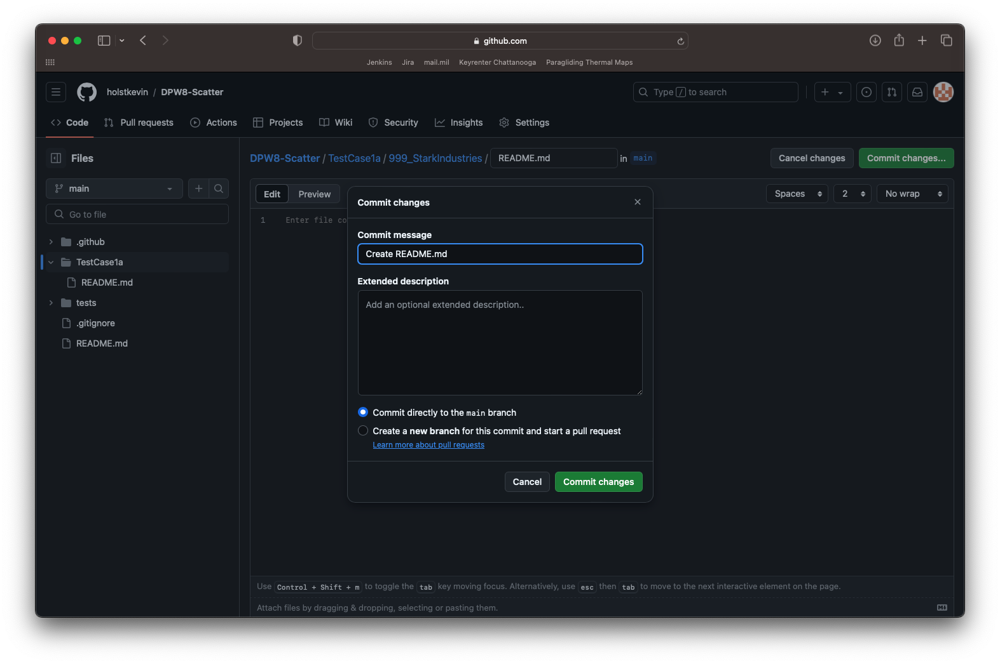 github.com
Jenkins Jira mail.mil Keyrenter Chattanooga Paragliding Thermal Maps
holstkevin / DPW8-Scatter
Type / to search
Code Pull requests Actions Projects Wiki Security Insights Settings
Files
DPW8-Scatter / TestCase1a / 999_StarkIndustries / README.md in main
Cancel changes Commit changes...
main
Go to file
.github
TestCase1a
README.md
tests
.gitignore
README.md
Edit Preview
Spaces 2 No wrap
1 Enter file co
Commit changes
Commit message
Create README.md
Extended description
Add an optional extended description..
Commit directly to the main branch
Create a new branch for this commit and start a pull request
Learn more about pull requests
Cancel Commit changes
Use Control + Shift + m to toggle the tab key moving focus. Alternatively, use esc then tab to move to the next interactive element on the page.
Attach files by dragging & dropping, selecting or pasting them.